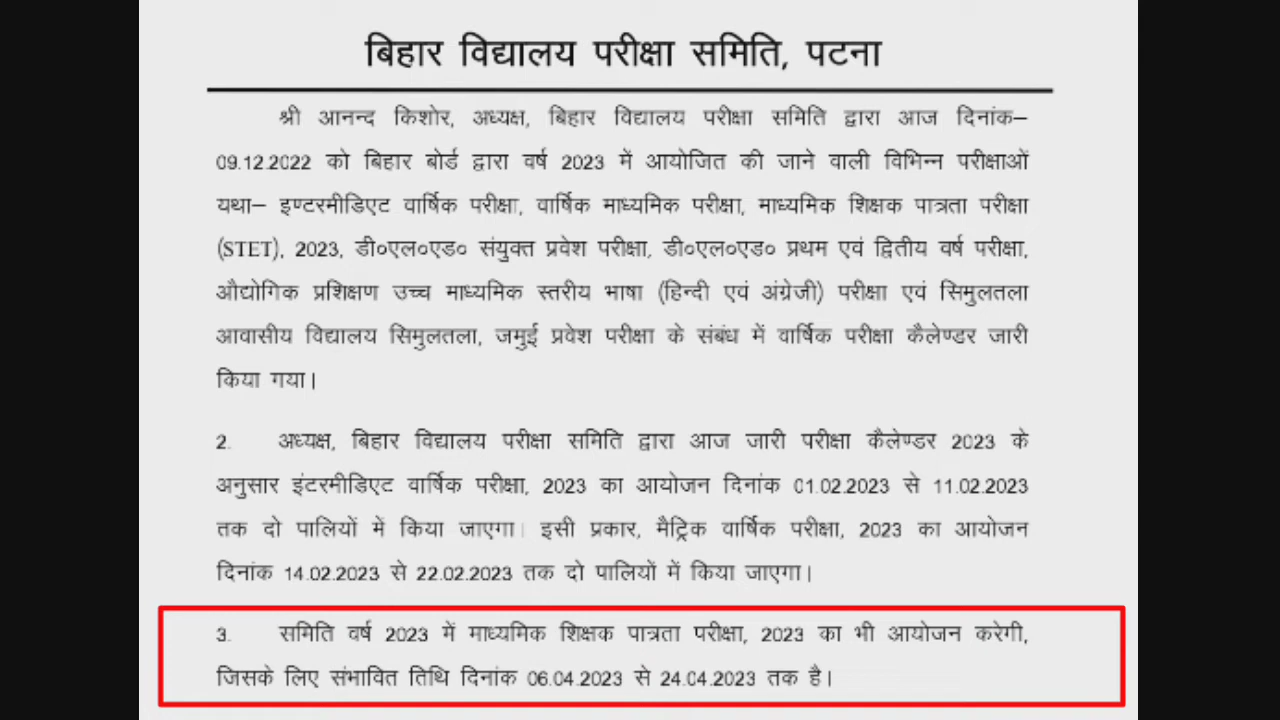 बिहार विद्यालय परीक्षा समिति, पटना
श्री आनन्द किशोर, अध्यक्ष, बिहार विद्यालय परीक्षा समिति द्वारा आज दिनांक–
09.12.2022 को बिहार बोर्ड द्वारा वर्ष 2023 में आयोजित की जाने वाली विभिन्न परीक्षाओं
यथा– इण्टरमीडिएट वार्षिक परीक्षा, वार्षिक माध्यमिक परीक्षा, माध्यमिक शिक्षक पात्रता परीक्षा
(STET), 2023, डी०एल०एड० संयुक्त प्रवेश परीक्षा, डी०एल०एड० प्रथम एवं द्वितीय वर्ष परीक्षा,
औद्योगिक प्रशिक्षण उच्च माध्यमिक स्तरीय भाषा (हिन्दी एवं अंग्रेजी) परीक्षा एवं सिमुलतला
आवासीय विद्यालय सिमुलतला, जमुई प्रवेश परीक्षा के संबंध में वार्षिक परीक्षा कैलेण्डर जारी
किया गया।
2. अध्यक्ष, बिहार विद्यालय परीक्षा समिति द्वारा आज जारी परीक्षा कैलेण्डर 2023 के
अनुसार इंटरमीडिएट वार्षिक परीक्षा, 2023 का आयोजन दिनांक 01.02.2023 से 11.02.2023
तक दो पालियों में किया जाएगा। इसी प्रकार, मैट्रिक वार्षिक परीक्षा, 2023 का आयोजन
दिनांक 14.02.2023 से 22.02.2023 तक दो पालियों में किया जाएगा।
3. समिति वर्ष 2023 में माध्यमिक शिक्षक पात्रता परीक्षा, 2023 का भी आयोजन करेगी,
जिसके लिए संभावित तिथि दिनांक 06.04.2023 से 24.04.2023 तक है।